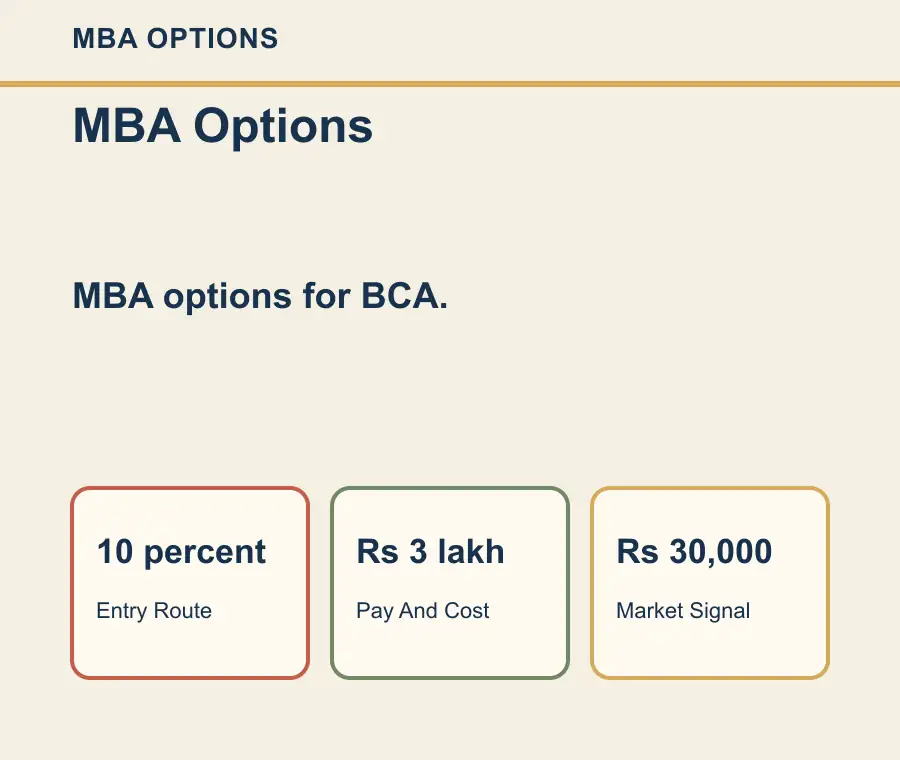 MBA OPTIONS
MBA Options
MBA options for BCA.
10 percent
Entry Route
Rs 3 lakh
Pay And Cost
Rs 30,000
Market Signal